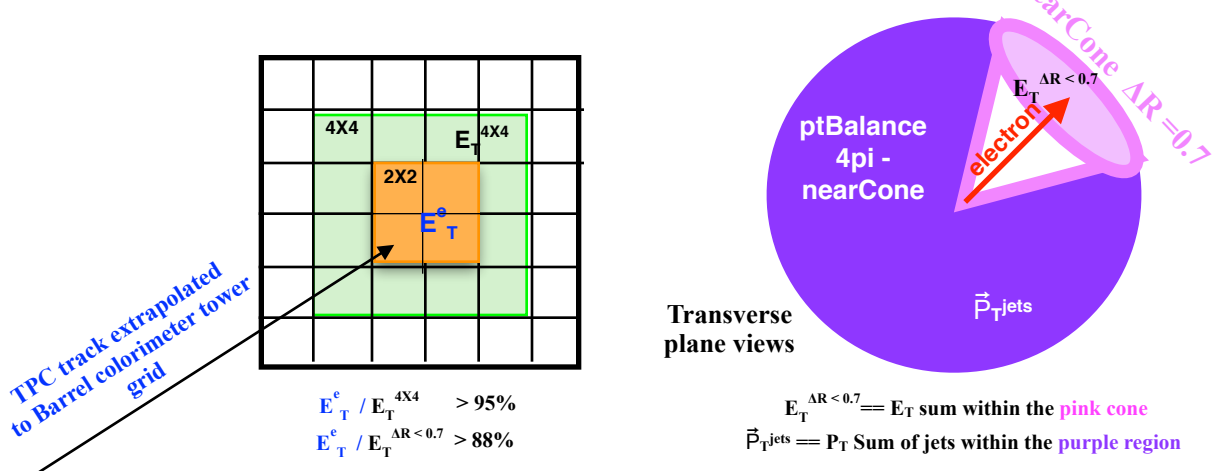 4X4
E_T^4X4
2X2
E^e_T
TPC track extrapolated
to Barrel colorimeter tower
grid
E^e_T / E_T^4X4 > 95%
E^e_T / E_T^ΔR < 0.7 > 88%
nearCone ΔR =0.7
E_T^ΔR < 0.7
electron
ptBalance
4pi -
nearCone
P⃗_T^jets
Transverse
plane views
E_T^ΔR < 0.7 == E_T sum within the pink cone
P⃗_T^jets == P_T Sum of jets within the purple region